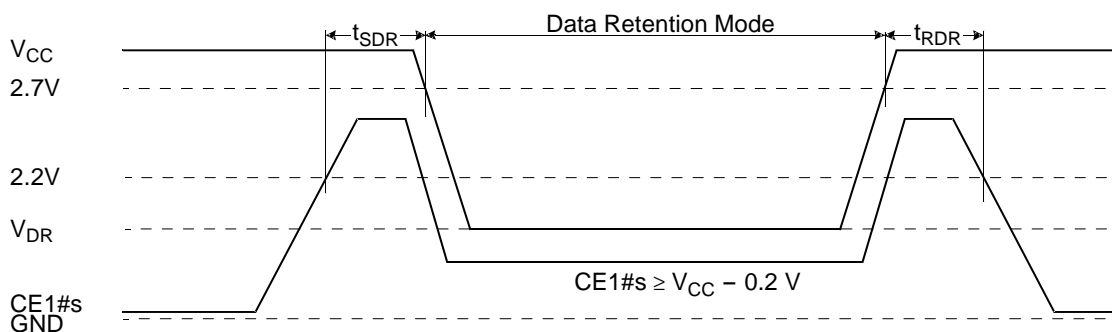 Data Retention Mode
tSDR
tRDR
VCC
2.7V
2.2V
VDR
CE1#s ≥ VCC − 0.2 V
CE1#s
GND